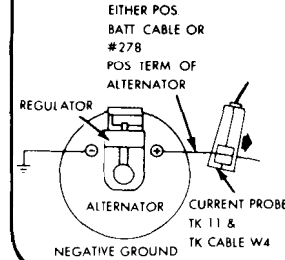 EITHER POS.
BATT CABLE OR
#278
POS TERM OF
ALTERNATOR
REGULATOR
ALTERNATOR
CURRENT PROBE
TK 11 &
TK CABLE W4
NEGATIVE GROUND